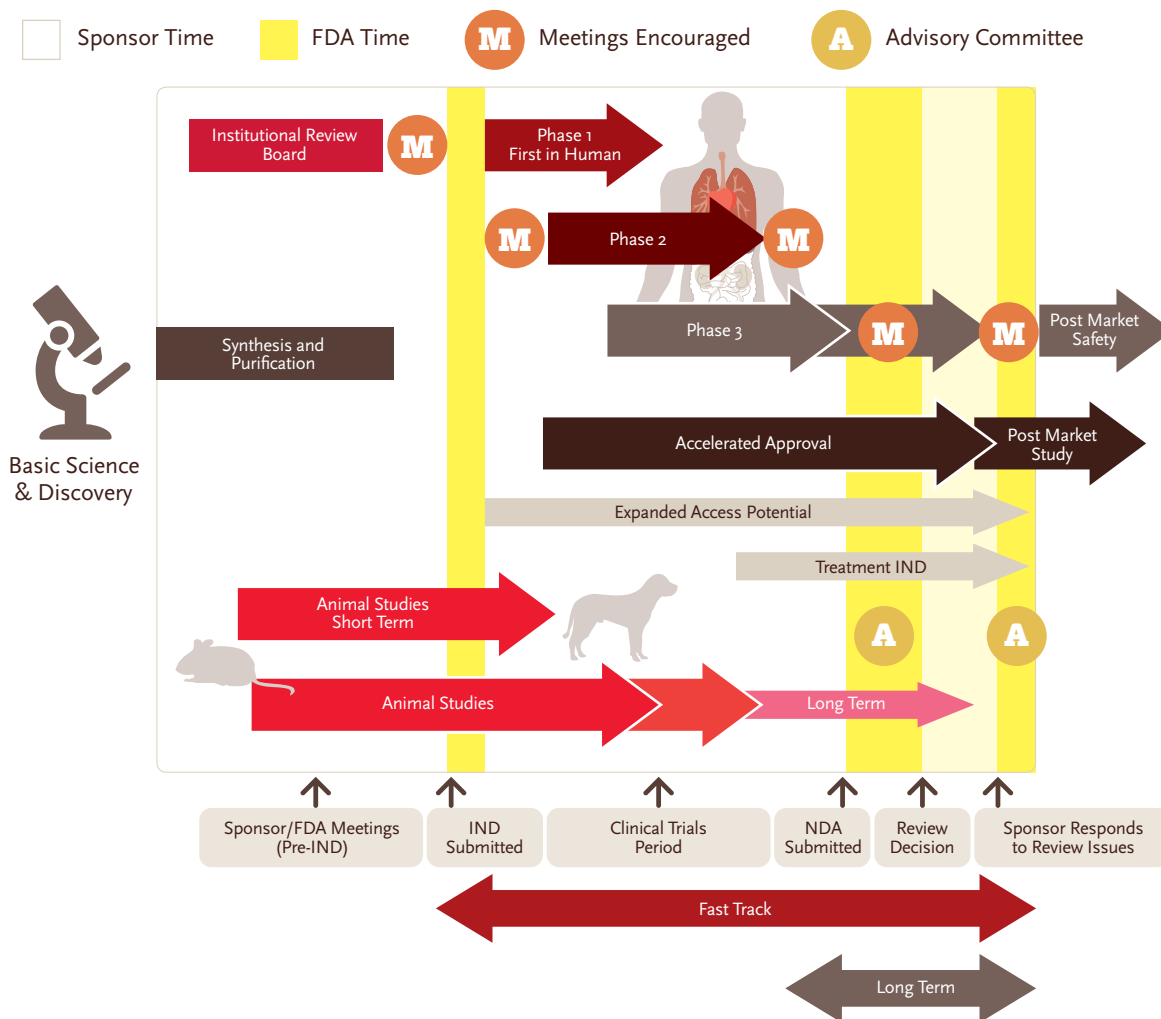 Sponsor Time
FDA Time
M
Meetings Encouraged
A
Advisory Committee
Institutional Review
Board
M
Phase 1
First in Human
M
Phase 2
M
Phase 3
M
M
Post Market
Safety
Synthesis and
Purification
Basic Science
& Discovery
Accelerated Approval
Post Market
Study
Expanded Access Potential
Treatment IND
Animal Studies
Short Term
A
A
Animal Studies
Long Term
Sponsor/FDA Meetings
(Pre-IND)
IND
Submitted
Clinical Trials
Period
NDA
Submitted
Review
Decision
Sponsor Responds
to Review Issues
Fast Track
Long Term